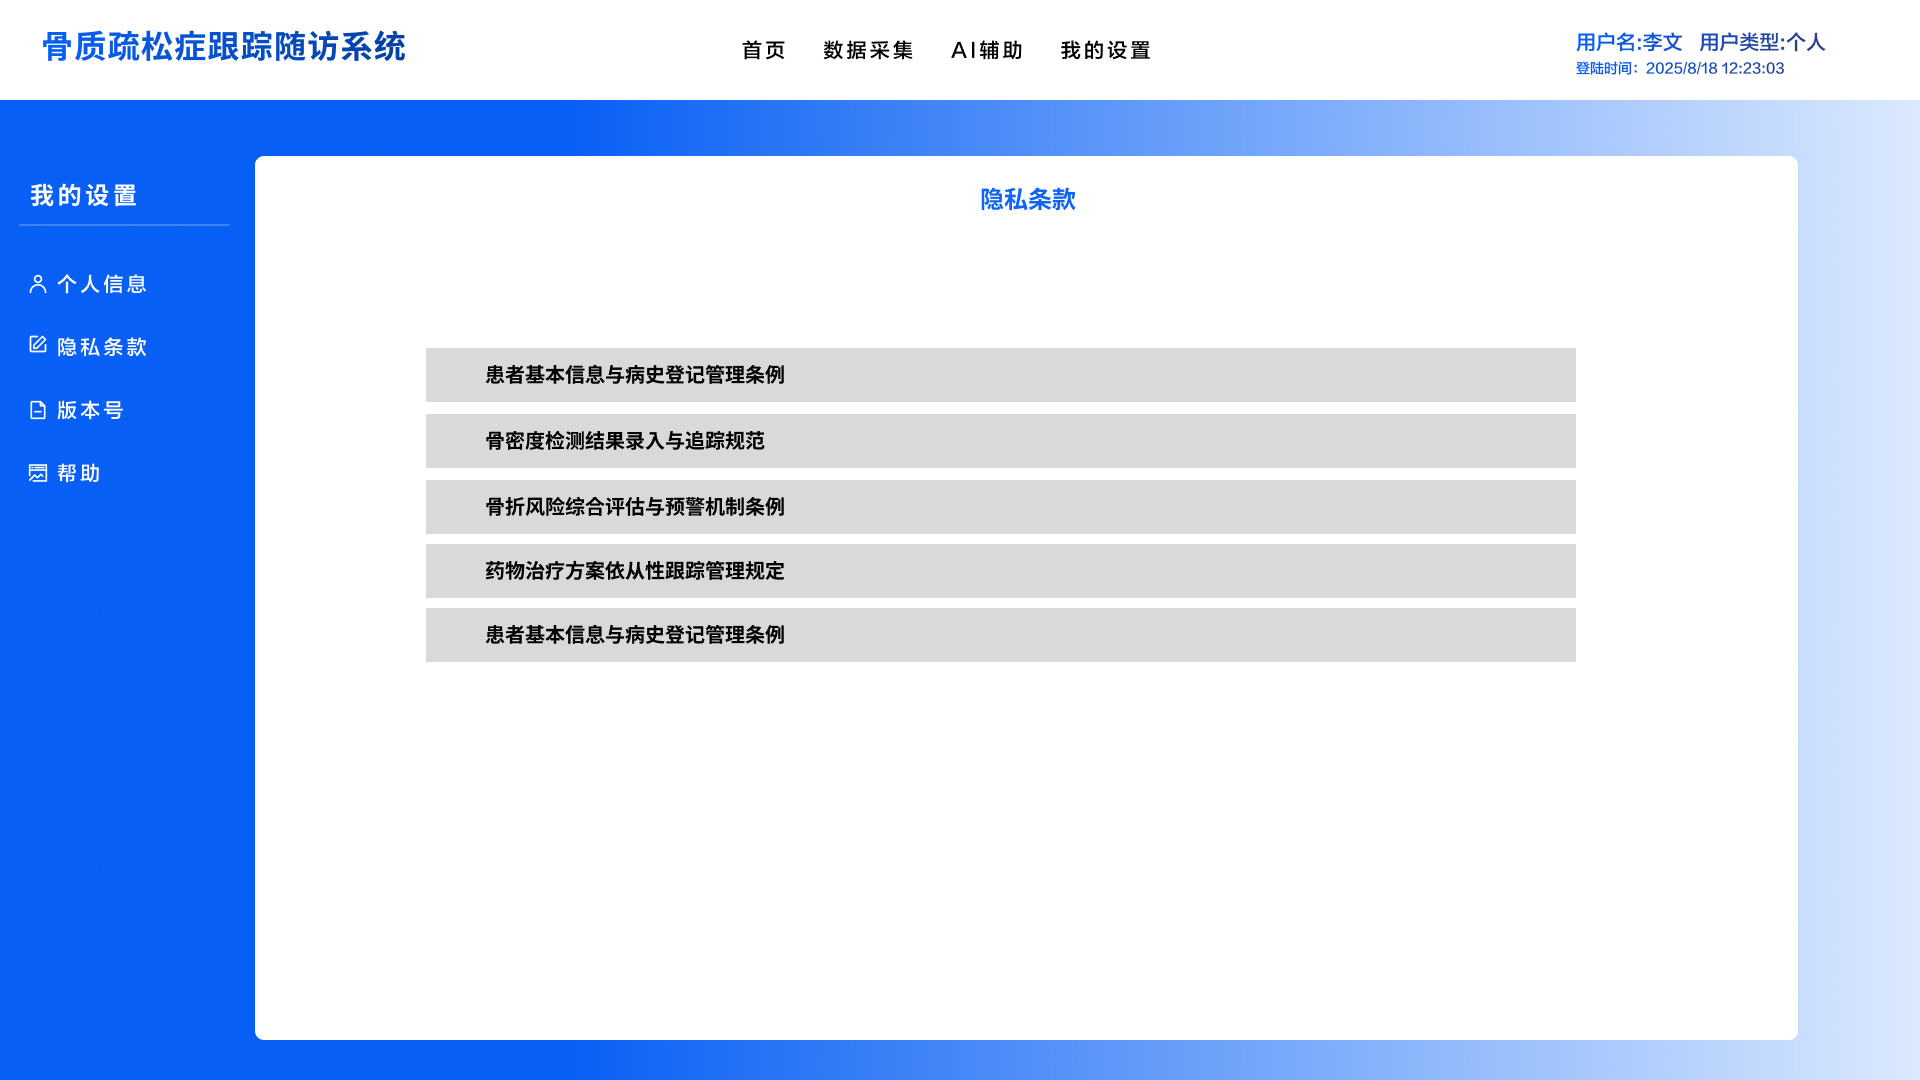 骨质疏松症跟踪随访系统
首页 数据采集 AI辅助 我的设置
用户名:李文 用户类型:个人
登陆时间：2025/8/18 12:23:03
我的设置
个人信息
隐私条款
版本号
帮助
隐私条款
患者基本信息与病史登记管理条例
骨密度检测结果录入与追踪规范
骨折风险综合评估与预警机制条例
药物治疗方案依从性跟踪管理规定
患者基本信息与病史登记管理条例